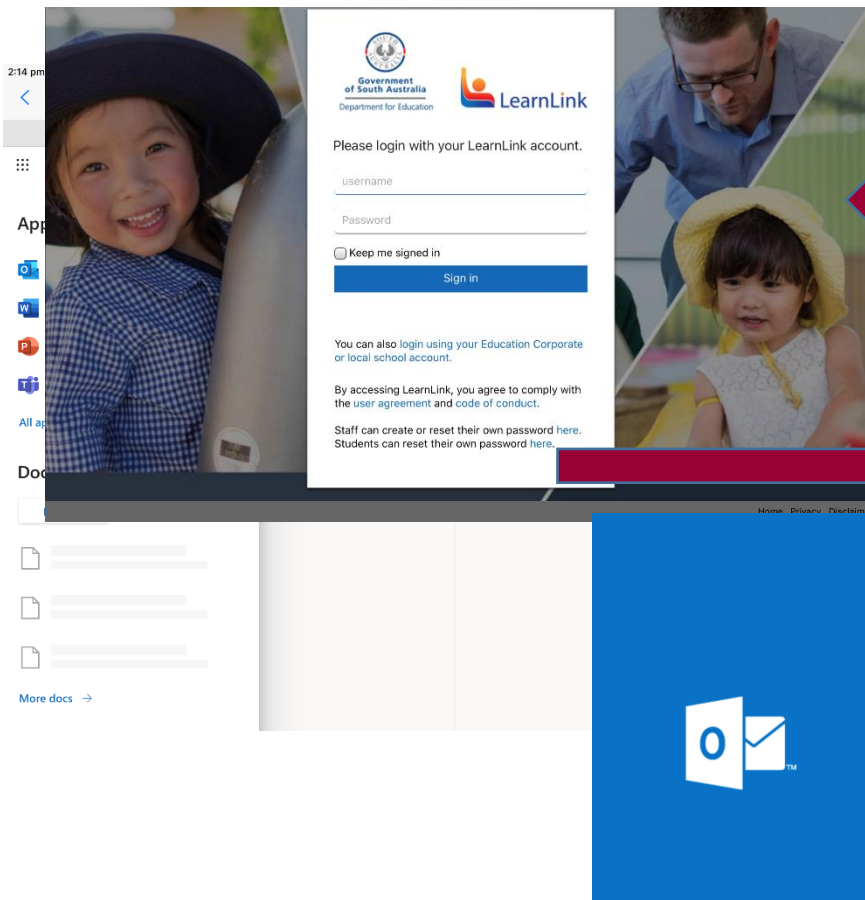 2:14 pm
Government
of South Australia
Department for Education
LearnLink
Please login with your LearnLink account.
username
Password
Keep me signed in
Sign in
You can also login using your Education Corporate
or local school account.
By accessing LearnLink, you agree to comply with
the user agreement and code of conduct.
Staff can create or reset their own password here.
Students can reset their own password here.
Home Privacy Disclaim
App
O
W
P
T
All ap
Doc
More docs
O
TM